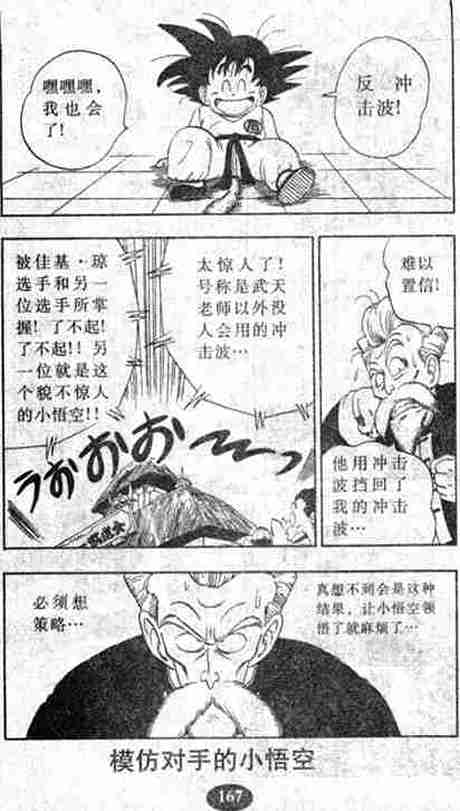 反 冲
击波!
嘿嘿嘿,
我也会
了!
难以
置信!
他用冲击
波挡回了
我的冲击
波…
太惊人了!
号称是武天
老师以外没
人会用的冲
击波…
被佳基·琼
选手和另一
位选手所掌
握!了不起!
了不起!!另
一位就是这
个貌不惊人
的小悟空!!
うおおお〜っ
真想不到会是这种
结果,让小悟空领
悟了就麻烦了…
必须想
策略…
模仿对手的小悟空
167